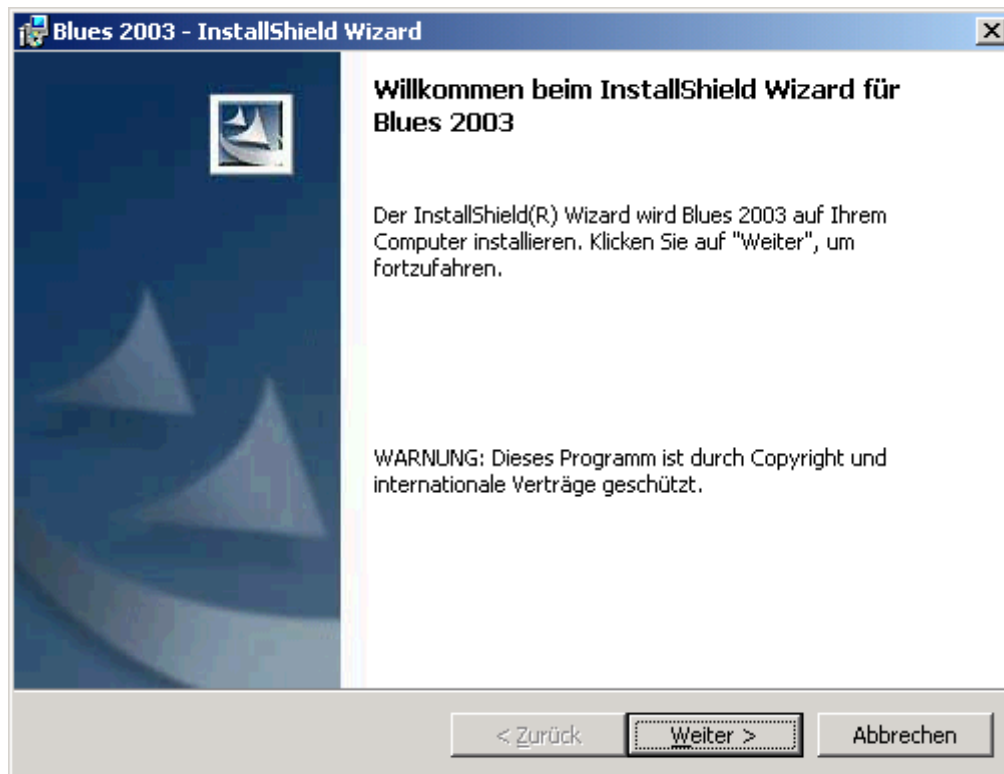 Blues 2003 - InstallShield Wizard
Willkommen beim InstallShield Wizard für
Blues 2003
Der InstallShield(R) Wizard wird Blues 2003 auf Ihrem
Computer installieren. Klicken Sie auf "Weiter", um
fortzufahren.
WARNUNG: Dieses Programm ist durch Copyright und
internationale Verträge geschützt.
< Zurück
Weiter >
Abbrechen